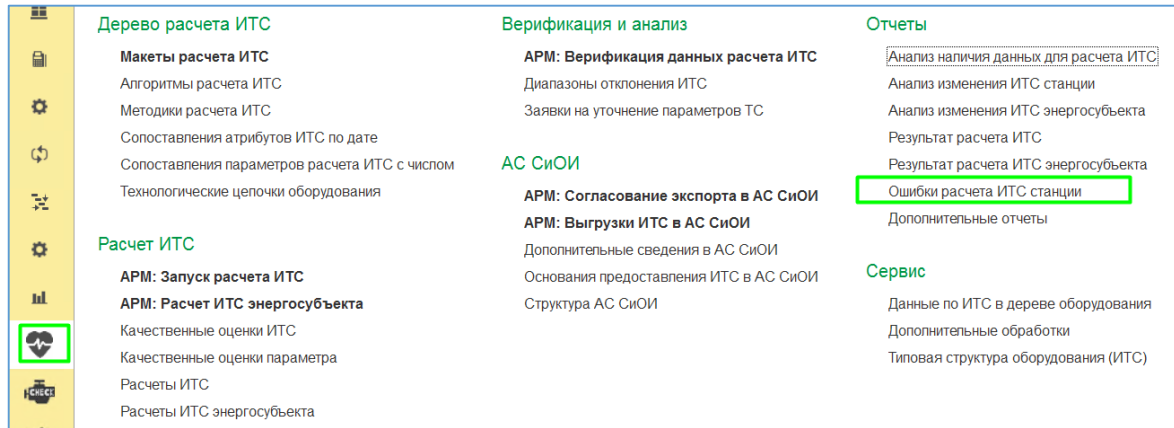 Дерево расчета ИТС
Макеты расчета ИТС
Алгоритмы расчета ИТС
Методики расчета ИТС
Сопоставления атрибутов ИТС по дате
Сопоставления параметров расчета ИТС с числом
Технологические цепочки оборудования
Расчет ИТС
АРМ: Запуск расчета ИТС
АРМ: Расчет ИТС энергосубъекта
Качественные оценки ИТС
Качественные оценки параметра
Расчеты ИТС
Расчеты ИТС энергосубъекта
Верификация и анализ
АРМ: Верификация данных расчета ИТС
Диапазоны отклонения ИТС
Заявки на уточнение параметров ТС
АС СиОИ
АРМ: Согласование экспорта в АС СиОИ
АРМ: Выгрузки ИТС в АС СиОИ
Дополнительные сведения в АС СиОИ
Основания предоставления ИТС в АС СиОИ
Структура АС СиОИ
Отчеты
Анализ наличия данных для расчета ИТС
Анализ изменения ИТС станции
Анализ изменения ИТС энергосубъекта
Результат расчета ИТС
Результат расчета ИТС энергосубъекта
Ошибки расчета ИТС станции
Дополнительные отчеты
Сервис
Данные по ИТС в дереве оборудования
Дополнительные обработки
Типовая структура оборудования (ИТС)
CHECK